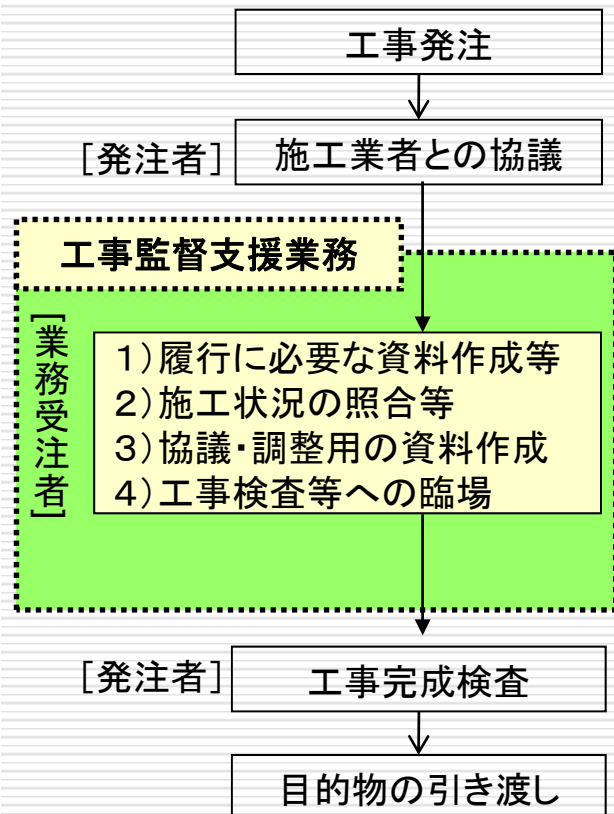 工事発注
[発注者]
施工業者との協議
工事監督支援業務
[業務受注者]
１）履行に必要な資料作成等
２）施工状況の照合等
３）協議・調整用の資料作成
４）工事検査等への臨場
[発注者]
工事完成検査
目的物の引き渡し